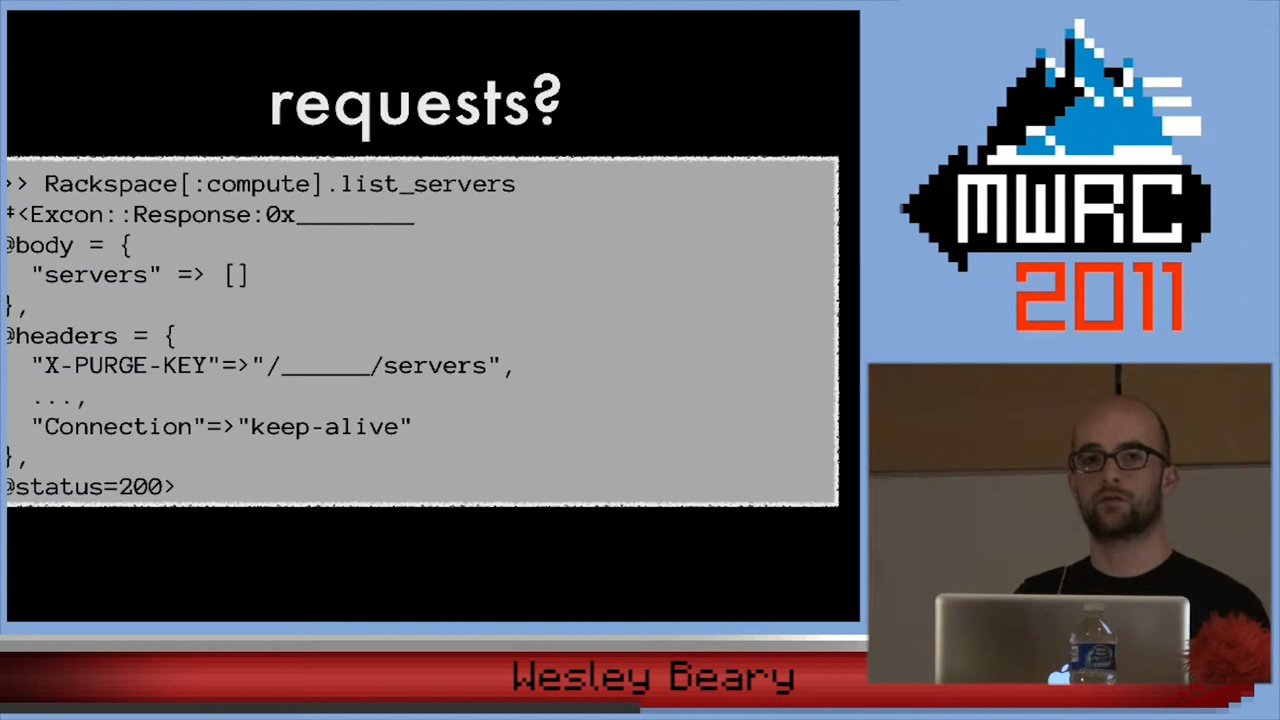 requests?
>> Rackspace[:compute].list_servers
#<Excon::Response:0x________
@body = {
"servers" => []
},
@headers = {
"X-PURGE-KEY"=>"/______/servers",
...,
"Connection"=>"keep-alive"
},
@status=200>
MWRC
2011
Wesley Beary